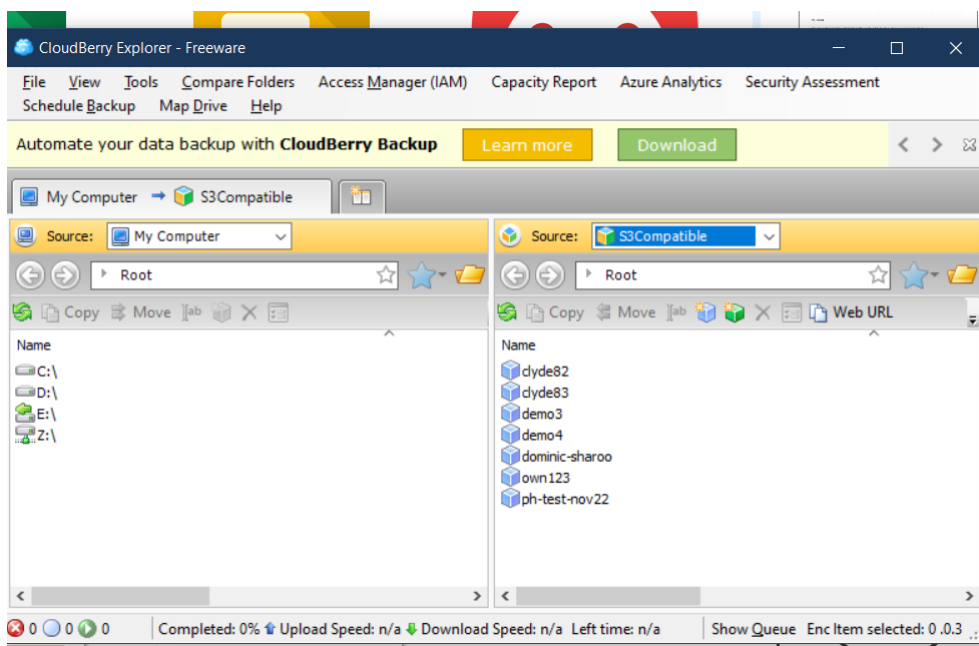 CloudBerry Explorer - Freeware
File View Tools Compare Folders Access Manager (IAM) Capacity Report Azure Analytics Security Assessment
Schedule Backup Map Drive Help
Automate your data backup with CloudBerry Backup Learn more Download
My Computer S3Compatible
Source: My Computer
Root
Copy Move Iab
Name
C:\
D:\
E:\
Z:\
Source: S3Compatible
Root
Copy Move Iab Web URL
Name
clyde82
clyde83
demo3
demo4
dominic-sharoo
own123
ph-test-nov22
0 0 0 Completed: 0% Upload Speed: n/a Download Speed: n/a Left time: n/a Show Queue Enc Item selected: 0 .0.3